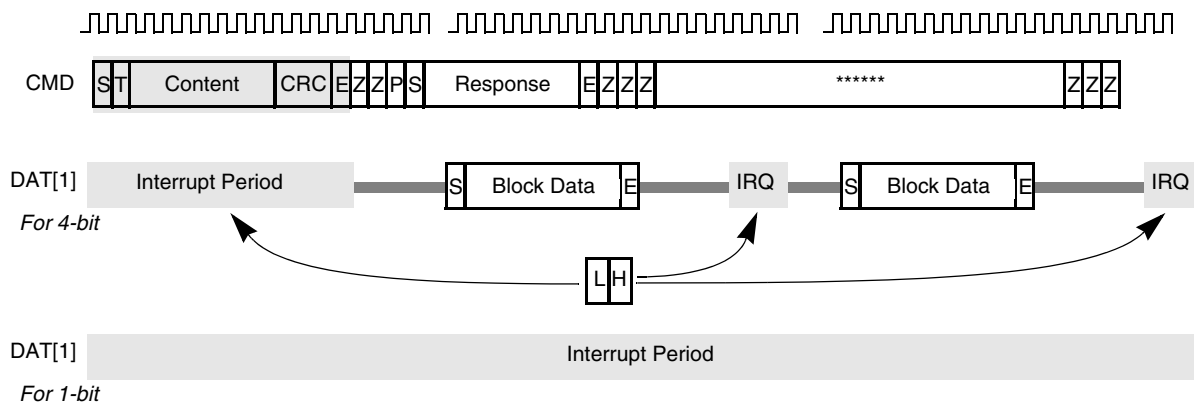 CMD S T Content CRC E Z Z P S Response E Z Z Z ****** Z Z Z
DAT[1] Interrupt Period S Block Data E IRQ S Block Data E IRQ
For 4-bit
L H
DAT[1] Interrupt Period
For 1-bit